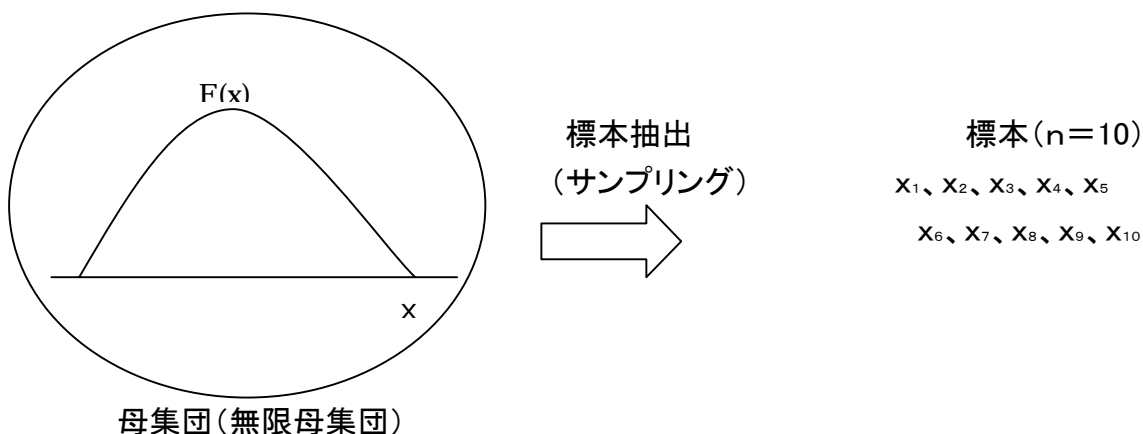 F(x)
標本抽出
（サンプリング）
標本（n＝10）
x₁、x₂、x₃、x₄、x₅
x₆、x₇、x₈、x₉、x₁₀
x
母集団（無限母集団）